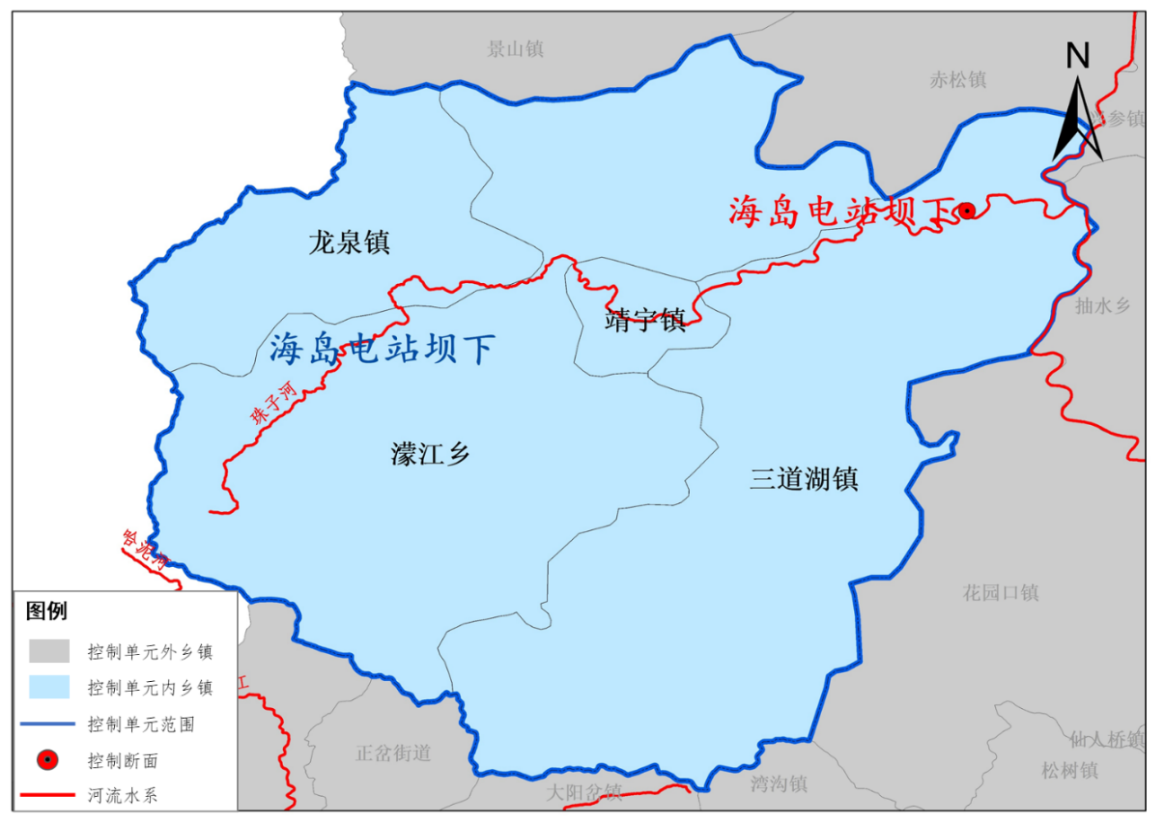 景山镇
N
赤松镇
参镇
海岛电站坝下
龙泉镇
抽水乡
靖宇镇
海岛电站坝下
珠子河
濛江乡
三道湖镇
哈泥河
花园口镇
图例
控制单元外乡镇
控制单元内乡镇
江
控制单元范围
仙人桥镇
正岔街道
控制断面
松树镇
湾沟镇
大阳岔镇
河流水系